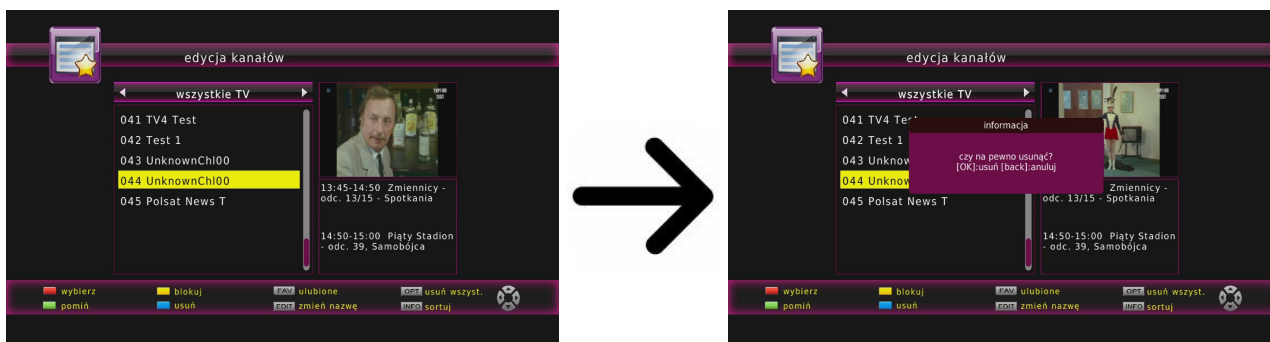 edycja kanałów
wszystkie TV
041 TV4 Test
042 Test 1
043 UnknownChl00
044 UnknownChl00
045 Polsat News T
13:45-14:50 Zmiennicy -
odc. 13/15 - Spotkania
14:50-15:00 Piąty Stadion
- odc. 39, Samobójca
wybierz
blokuj
FAV ulubione
OPT usuń wszyst.
pomiń
usuń
EDIT zmień nazwę
INFO sortuj
edycja kanałów
wszystkie TV
041 TV4 Test
042 Test 1
043 Unknow
044 Unknow
045 Polsat News T
informacja
czy na pewno usunąć?
[OK]:usuń [back]:anuluj
Zmiennicy -
odc. 13/15 - Spotkania
14:50-15:00 Piąty Stadion
- odc. 39, Samobójca
wybierz
blokuj
FAV ulubione
OPT usuń wszyst.
pomiń
usuń
EDIT zmień nazwę
INFO sortuj